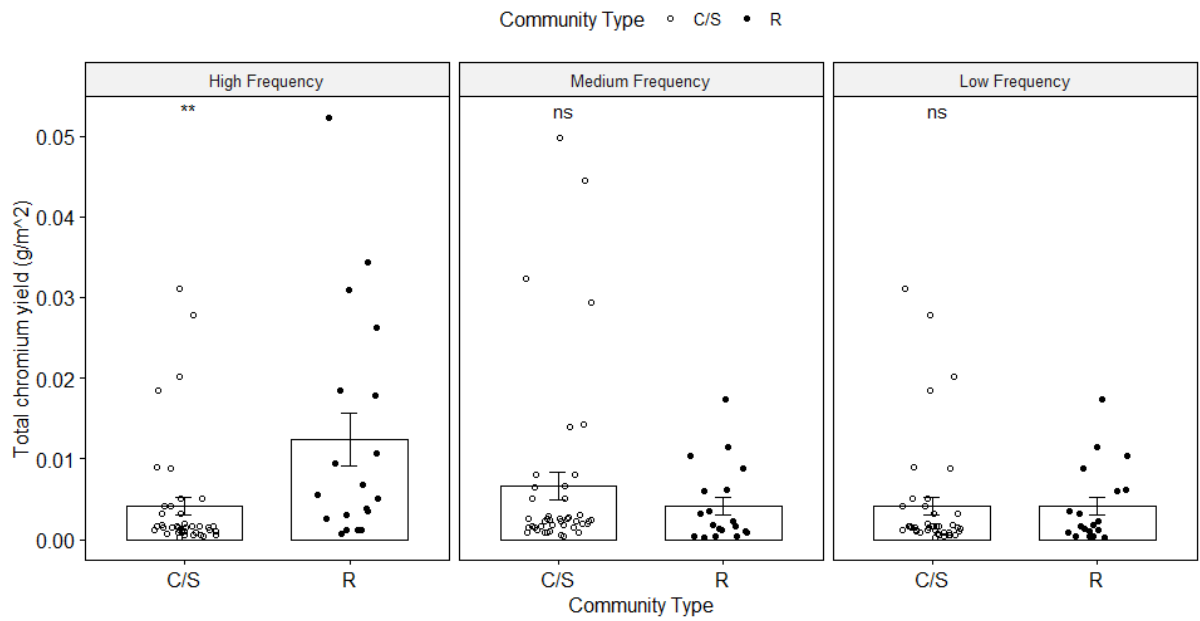 Community Type C/S R
High Frequency Medium Frequency Low Frequency
** ns ns
Total chromium yield (g/m^2)
0.05
0.04
0.03
0.02
0.01
0.00
C/S R C/S R C/S R
Community Type